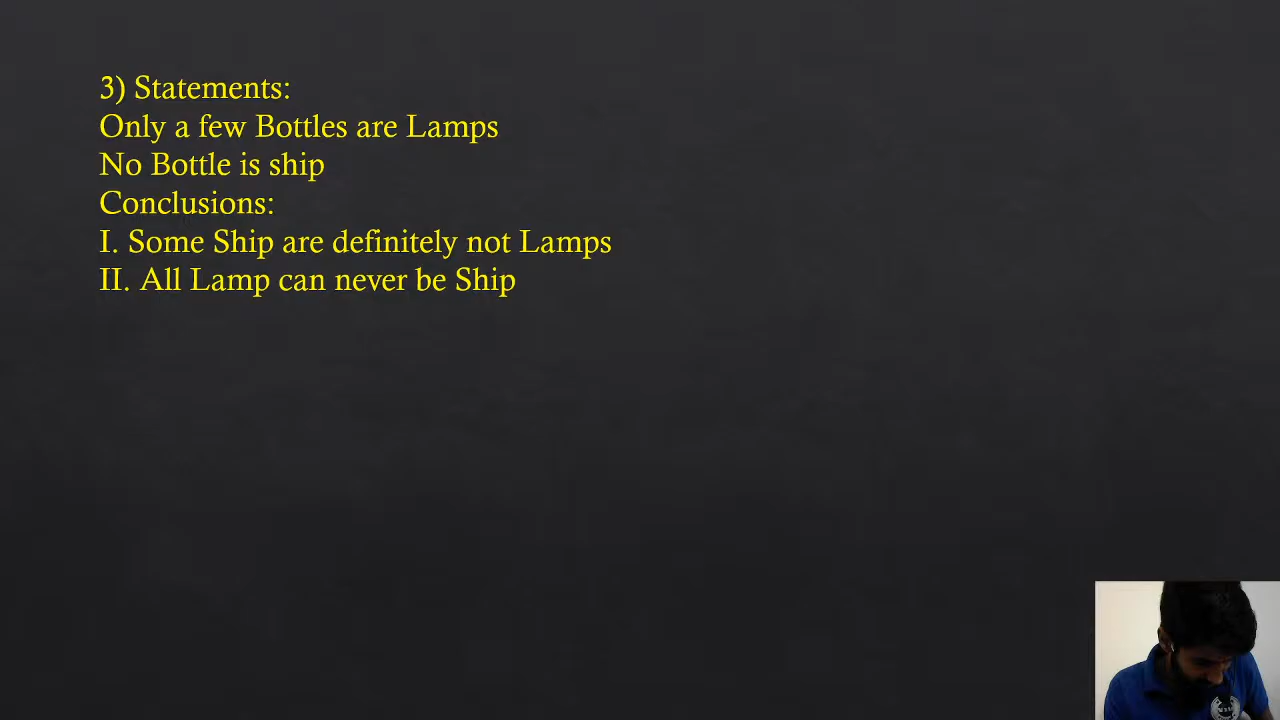 3) Statements:
Only a few Bottles are Lamps
No Bottle is ship
Conclusions:
I. Some Ship are definitely not Lamps
II. All Lamp can never be Ship